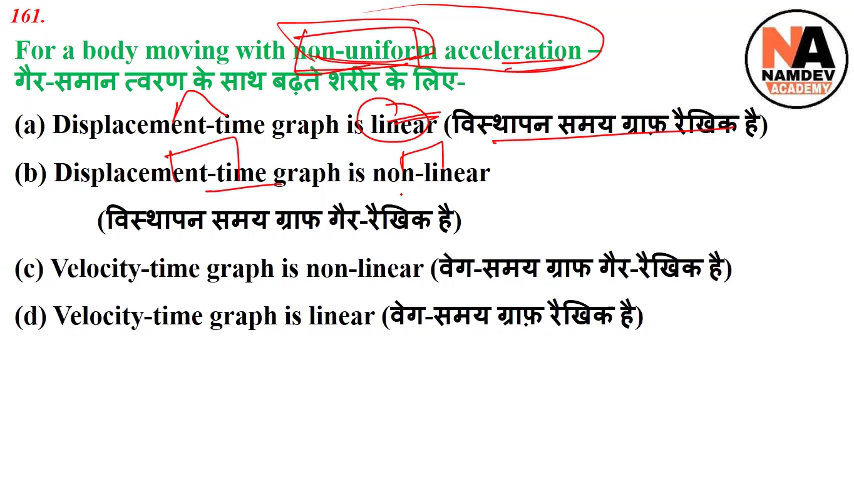 161.
For a body moving with non-uniform acceleration –
गैर-समान त्वरण के साथ बढ़ते शरीर के लिए-
(a) Displacement-time graph is linear (विस्थापन समय ग्राफ़ रैखिक है)
(b) Displacement-time graph is non-linear
(विस्थापन समय ग्राफ गैर-रैखिक है)
(c) Velocity-time graph is non-linear (वेग-समय ग्राफ गैर-रैखिक है)
(d) Velocity-time graph is linear (वेग-समय ग्राफ़ रैखिक है)
NA
NAMDEV
ACADEMY